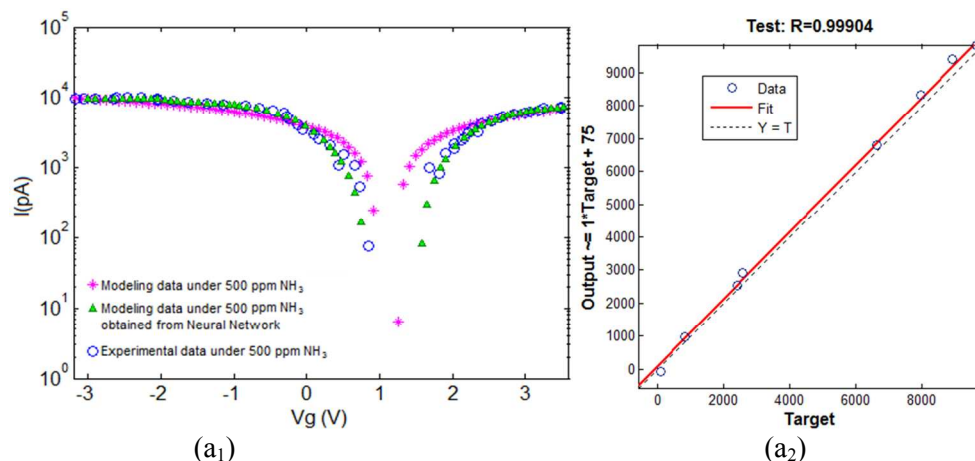 10^5
10^4
10^3
10^2
10^1
10^0
I(pA)
-3 -2 -1 0 1 2 3
Vg (V)
Modeling data under 500 ppm NH₃
Modeling data under 500 ppm NH₃
obtained from Neural Network
Experimental data under 500 ppm NH₃
(a₁)
Test: R=0.99904
Output ~= 1*Target + 75
9000
8000
7000
6000
5000
4000
3000
2000
1000
0
Data
Fit
Y = T
0 2000 4000 6000 8000
Target
(a₂)